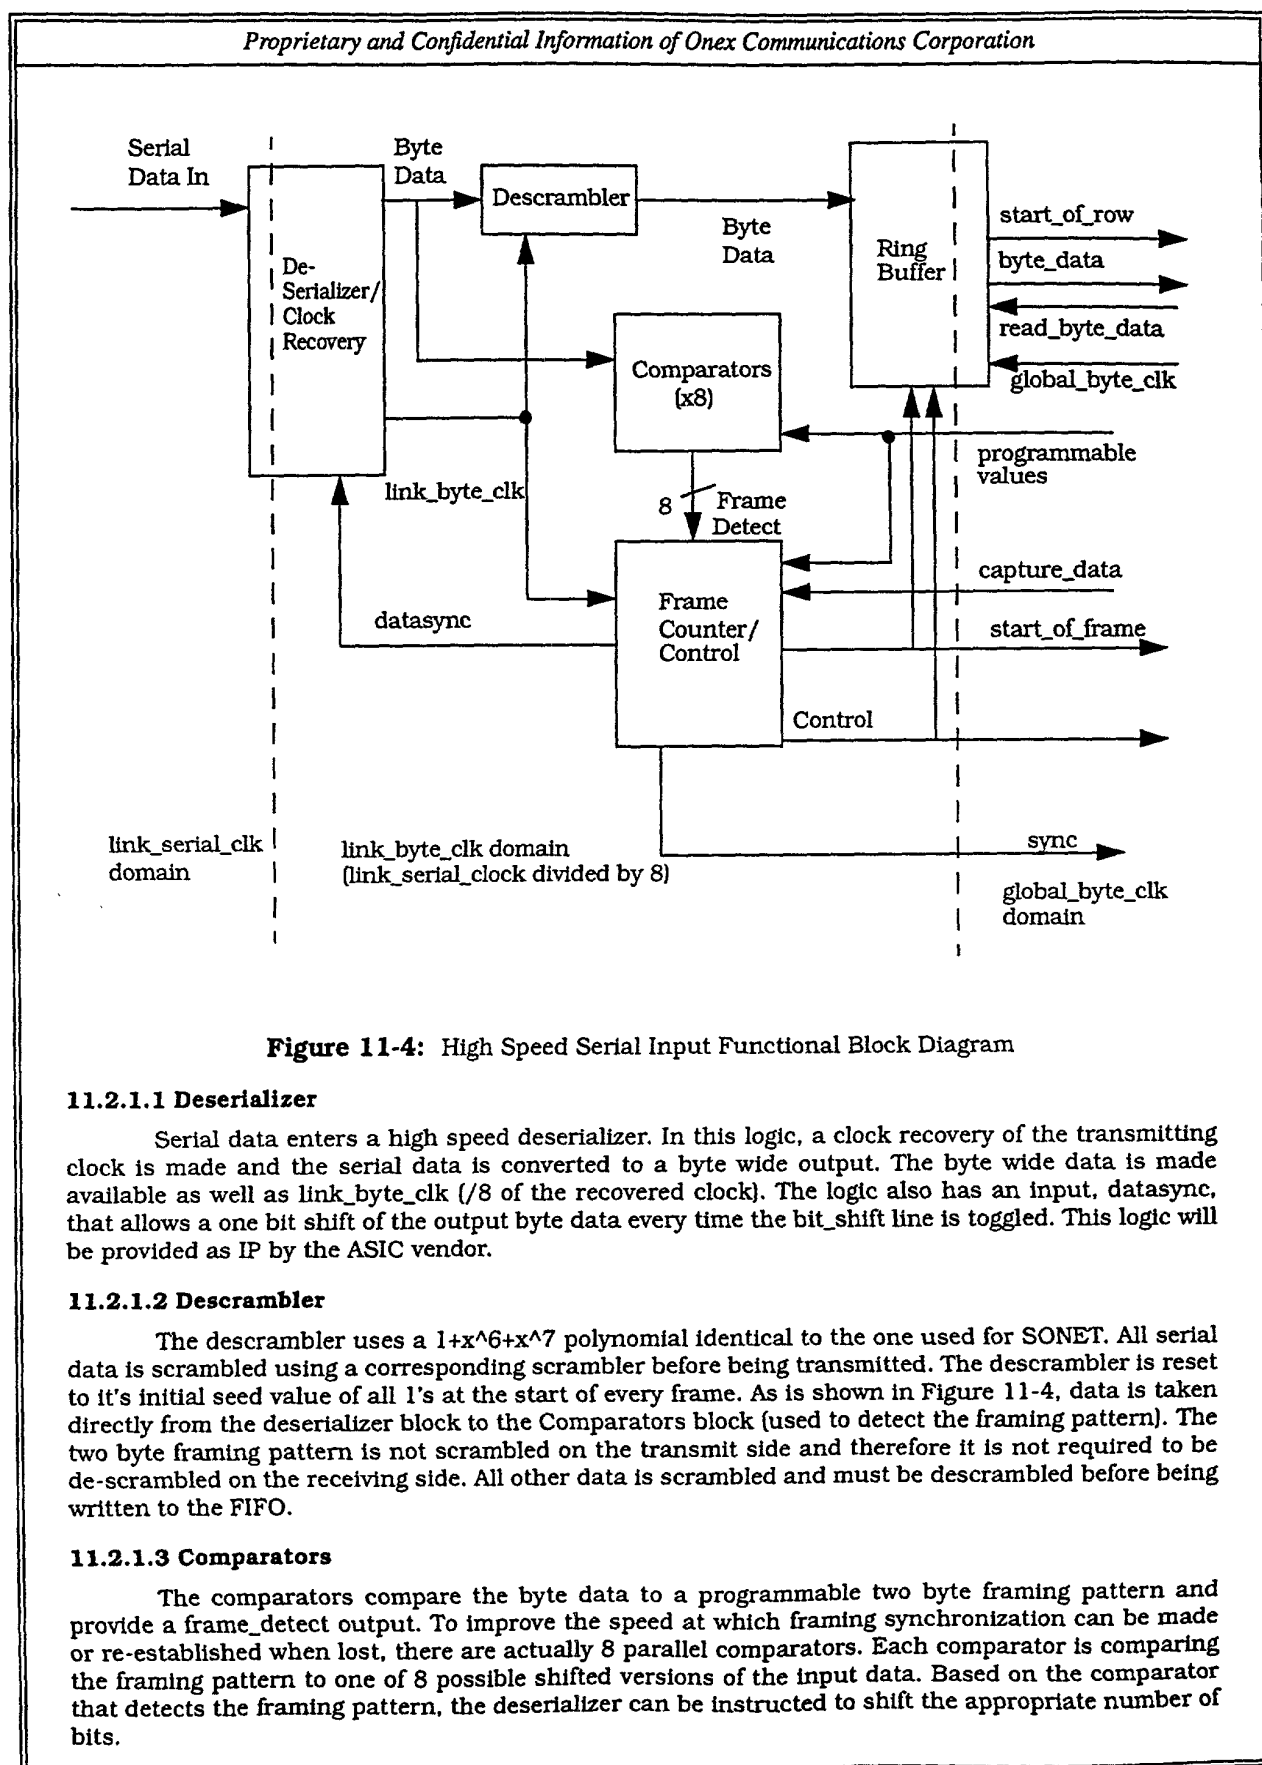 Proprietary and Confidential Information of Onex Communications Corporation
Serial
Data In
Byte
Data
Descrambler
Byte
Data
Ring
Buffer
start_of_row
byte_data
read_byte_data
global_byte_clk
De-
Serializer/
Clock
Recovery
Comparators
(x8)
programmable
values
link_byte_clk
8
Frame
Detect
capture_data
datasync
Frame
Counter/
Control
start_of_frame
Control
link_serial_clk
domain
link_byte_clk domain
(link_serial_clock divided by 8)
sync
global_byte_clk
domain
Figure 11-4: High Speed Serial Input Functional Block Diagram
11.2.1.1 Deserializer
Serial data enters a high speed deserializer. In this logic, a clock recovery of the transmitting
clock is made and the serial data is converted to a byte wide output. The byte wide data is made
available as well as link_byte_clk (/8 of the recovered clock). The logic also has an input, datasync,
that allows a one bit shift of the output byte data every time the bit_shift line is toggled. This logic will
be provided as IP by the ASIC vendor.
11.2.1.2 Descrambler
The descrambler uses a 1+x^6+x^7 polynomial identical to the one used for SONET. All serial
data is scrambled using a corresponding scrambler before being transmitted. The descrambler is reset
to it's initial seed value of all 1's at the start of every frame. As is shown in Figure 11-4, data is taken
directly from the deserializer block to the Comparators block (used to detect the framing pattern). The
two byte framing pattern is not scrambled on the transmit side and therefore it is not required to be
de-scrambled on the receiving side. All other data is scrambled and must be descrambled before being
written to the FIFO.
11.2.1.3 Comparators
The comparators compare the byte data to a programmable two byte framing pattern and
provide a frame_detect output. To improve the speed at which framing synchronization can be made
or re-established when lost, there are actually 8 parallel comparators. Each comparator is comparing
the framing pattern to one of 8 possible shifted versions of the input data. Based on the comparator
that detects the framing pattern, the deserializer can be instructed to shift the appropriate number of
bits.